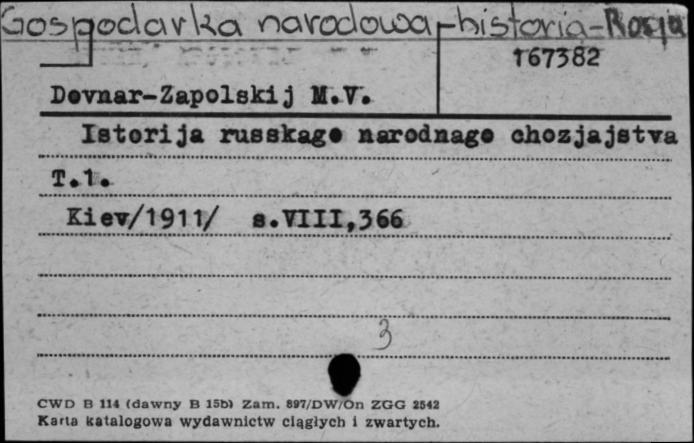 Gospodarka narodowa-historia-Rosja
167382
Dovnar-Zapolskij M.V.
Istorija russkago narodnago chozjajstva
T.1.
Kiev/1911/ s.VIII,366
3
CWD B 114 (dawny B 15b) Zam. 897/DW/On ZGG 2542
Karta katalogowa wydawnictw ciągłych i zwartych.